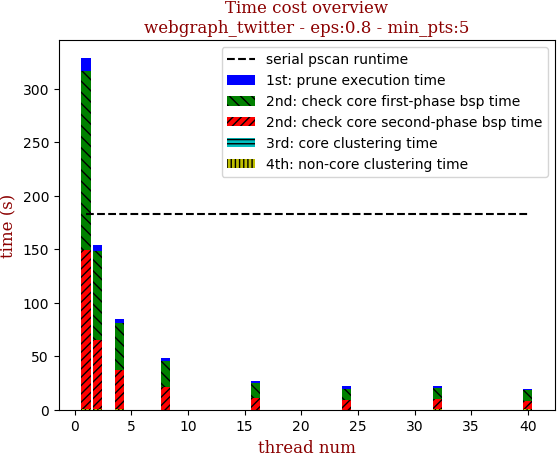 Time cost overview
webgraph_twitter - eps:0.8 - min_pts:5
serial pscan runtime
1st: prune execution time
2nd: check core first-phase bsp time
2nd: check core second-phase bsp time
3rd: core clustering time
4th: non-core clustering time
time (s)
300
250
200
150
100
50
0
0 5 10 15 20 25 30 35 40
thread num